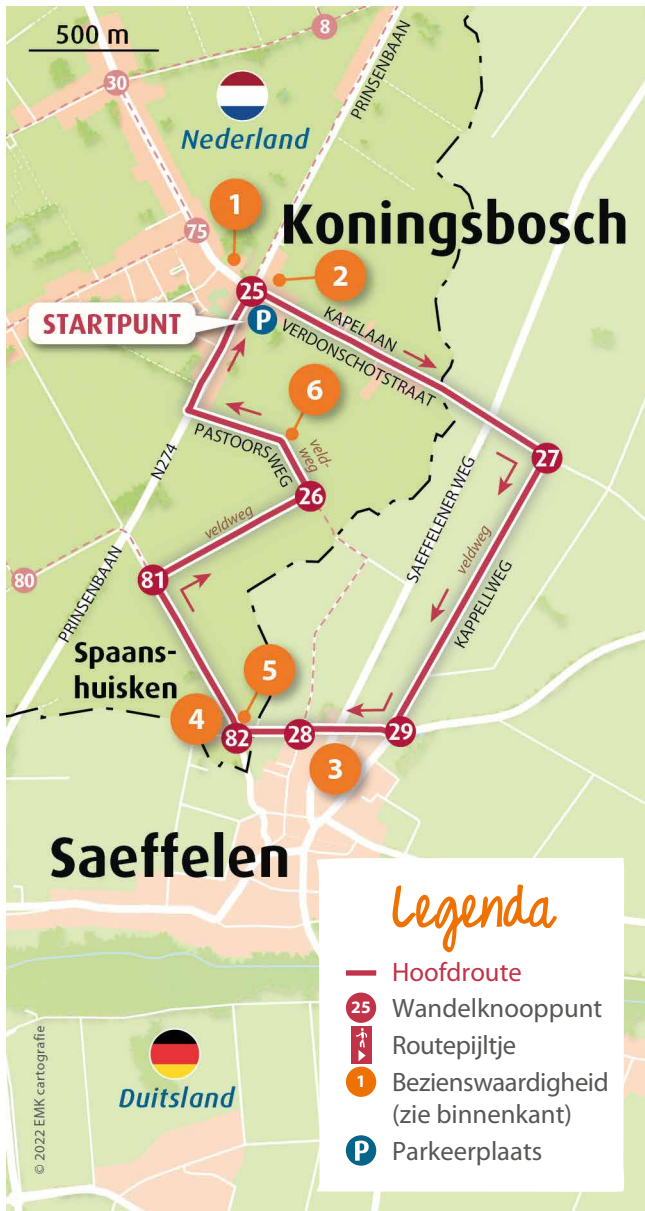 500 m
8
30
PRINSENBAAN
Nederland
1
75
Koningsbosch
2
25
STARTPUNT
P
KAPELAAN
VERDONSCHOTSTRAAT
6
PASTOORSWEG
veld-
weg
27
N274
26
SAEFFELENER WEG
veldweg
veldweg
KAPPELLWEG
80
81
PRINSENBAAN
Spaans-
huisken
5
4
82
28
29
3
Saeffelen
Legenda
Hoofdroute
25 Wandelknooppunt
Routepijltje
1 Bezienswaardigheid
(zie binnenkant)
P Parkeerplaats
Duitsland
© 2022 EMK cartografie